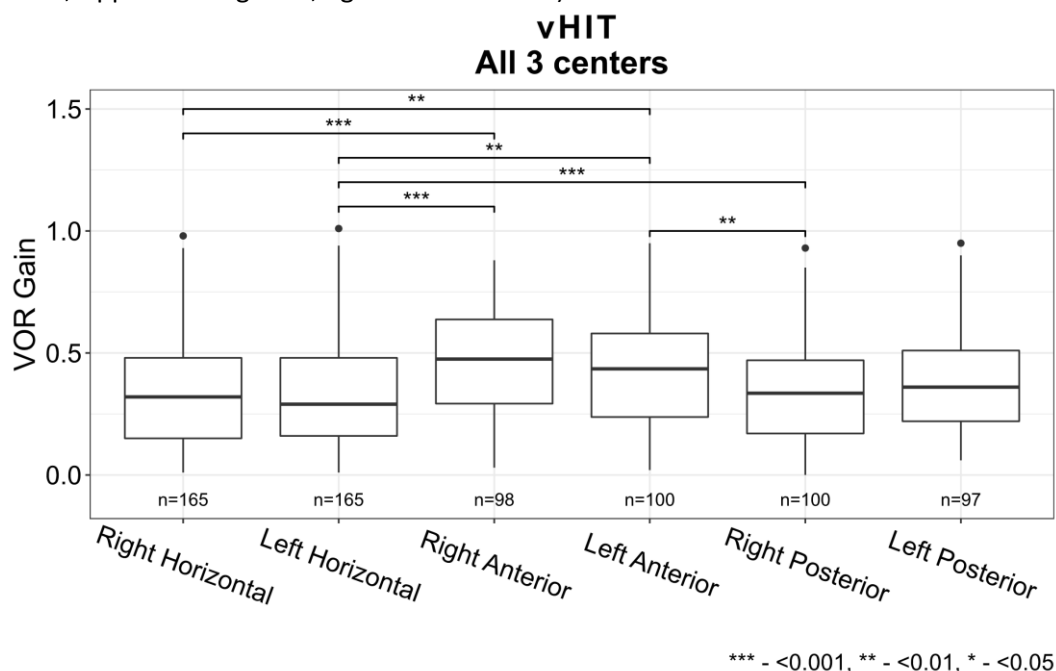 vHIT
All 3 centers
1.5
1.0
0.5
0.0
VOR Gain
**
***
**
***
***
**
n=165 n=165 n=98 n=100 n=100 n=97
Right Horizontal
Left Horizontal
Right Anterior
Left Anterior
Right Posterior
Left Posterior
*** - <0.001, ** - <0.01, * - <0.05